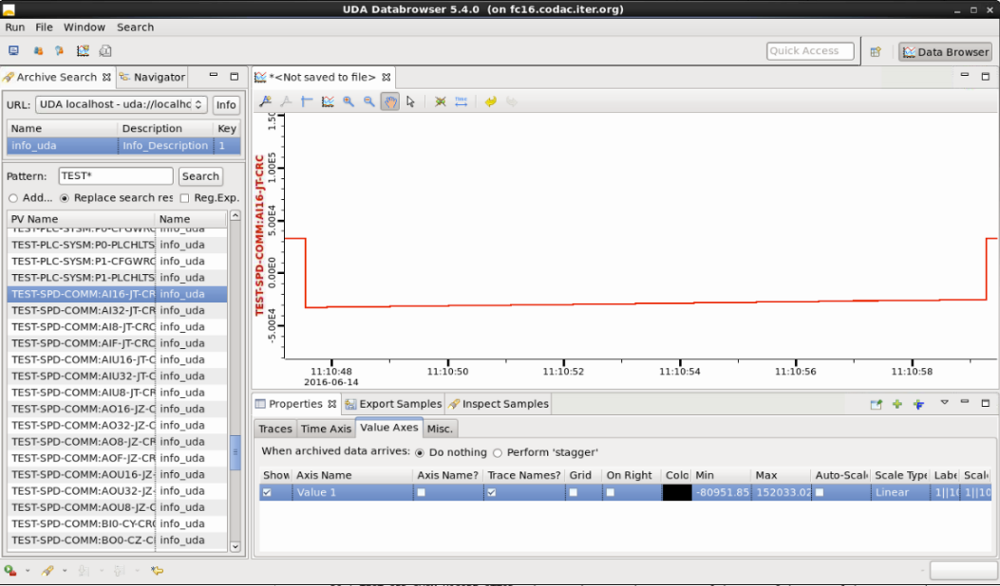 UDA Databrowser 5.4.0 (on fc16.codac.iter.org)
Run File Window Search
Quick Access
Data Browser
Archive Search
Navigator
*<Not saved to file>
URL: UDA localhost - uda://localhc Info
Name Description Key
info_uda Info_Description 1
Pattern: TEST* Search
Add... Replace search res Reg.Exp.
PV Name Name
TEST-PLC-SYSM:P0-CFGWRC info_uda
TEST-PLC-SYSM:P0-PLCHLTS info_uda
TEST-PLC-SYSM:P1-CFGWRC info_uda
TEST-PLC-SYSM:P1-PLCHLTS info_uda
TEST-SPD-COMM:AI16-JT-CR info_uda
TEST-SPD-COMM:AI32-JT-CR info_uda
TEST-SPD-COMM:AI8-JT-CRC info_uda
TEST-SPD-COMM:AIF-JT-CRC info_uda
TEST-SPD-COMM:AIU16-JT-C info_uda
TEST-SPD-COMM:AIU32-JT-C info_uda
TEST-SPD-COMM:AIU8-JT-CR info_uda
TEST-SPD-COMM:AO16-JZ-C info_uda
TEST-SPD-COMM:AO32-JZ-C info_uda
TEST-SPD-COMM:AO8-JZ-CR info_uda
TEST-SPD-COMM:AOF-JZ-CR info_uda
TEST-SPD-COMM:AOU16-JZ- info_uda
TEST-SPD-COMM:AOU32-JZ- info_uda
TEST-SPD-COMM:AOU8-JZ-C info_uda
TEST-SPD-COMM:BI0-CY-CR info_uda
TEST-SPD-COMM:BO0-CZ-C info_uda
TEST-SPD-COMM:AI16-JT-CRC
1.50
1.00E5
5.00E4
0.00E0
-5.00E4
11:10:48 11:10:50 11:10:52 11:10:54 11:10:56 11:10:58
2016-06-14
Properties Export Samples Inspect Samples
Traces Time Axis Value Axes Misc.
When archived data arrives: Do nothing Perform 'stagger'
Show Axis Name Axis Name? Trace Names? Grid On Right Colo Min Max Auto-Scal Scale Type Labe Scal
Value 1 -80951.85 152033.02 Linear 1||10 1||10